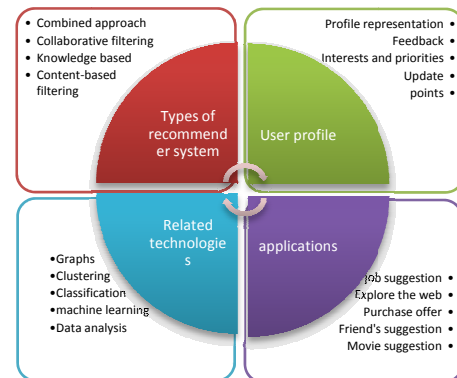 • Combined approach
• Collaborative filtering
• Knowledge based
• Content-based
filtering
Profile representation •
Feedback •
Interests and priorities •
Update •
points •
Types of
recommend
er system
User profile
Related
technologie
s
applications
•Graphs
•Clustering
•Classification
•machine learning
•Data analysis
job suggestion •
Explore the web •
Purchase offer •
Friend's suggestion •
Movie suggestion •